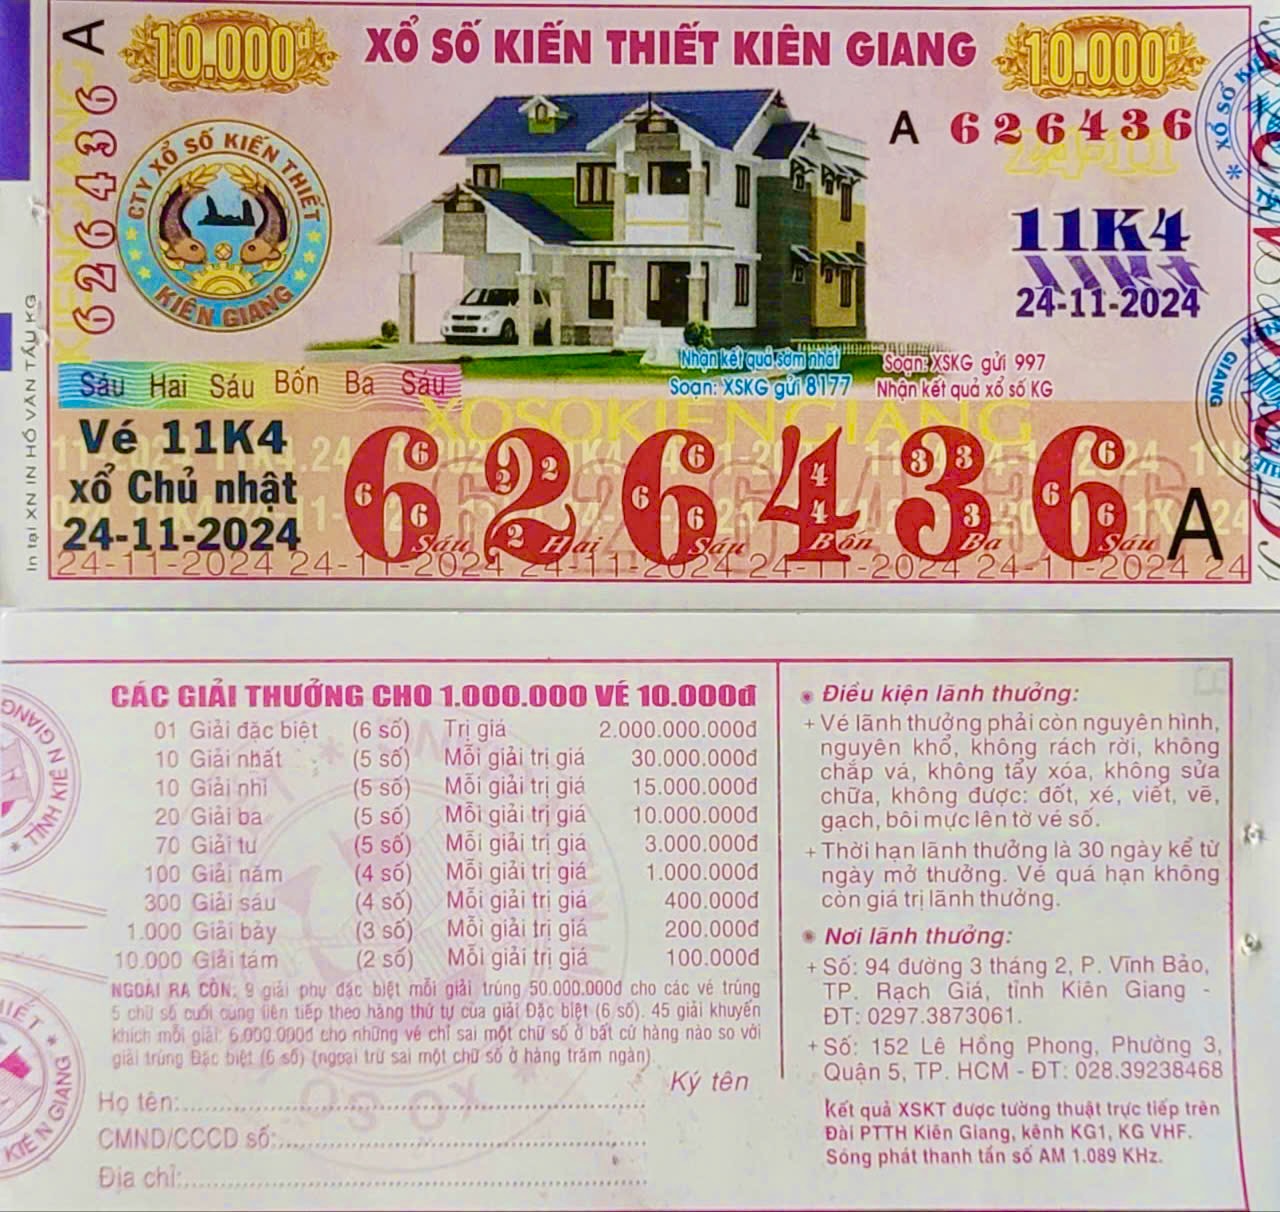 A
10.000đ
XỔ SỐ KIẾN THIẾT KIÊN GIANG
10.000đ
626436
A 626436
24-11
CTY XỔ SỐ KIẾN THIẾT
KIÊN GIANG
11K4
11K4
24-11-2024
In tại XN IN HỒ VĂN TẨU KG
KIÊN GIANG
Nhận kết quả sớm nhất
Soạn: XSKG gửi 8177
Soạn: XSKG gửi 997
Nhận kết quả xổ số KG
Sáu Hai Sáu Bốn Ba Sáu
XOSOKIENGIANG
Vé 11K4
xổ Chủ nhật
24-11-2024
626436 A
Sáu Hai Sáu Bốn Ba Sáu
24-11-2024 24-11-2024 24-11-2024 24-11-2024 24-11-2024 24
CÁC GIẢI THƯỞNG CHO 1.000.000 VÉ 10.000đ
01 Giải đặc biệt (6 số) Trị giá 2.000.000.000đ
10 Giải nhất (5 số) Mỗi giải trị giá 30.000.000đ
10 Giải nhì (5 số) Mỗi giải trị giá 15.000.000đ
20 Giải ba (5 số) Mỗi giải trị giá 10.000.000đ
70 Giải tư (5 số) Mỗi giải trị giá 3.000.000đ
100 Giải năm (4 số) Mỗi giải trị giá 1.000.000đ
300 Giải sáu (4 số) Mỗi giải trị giá 400.000đ
1.000 Giải bảy (3 số) Mỗi giải trị giá 200.000đ
10.000 Giải tám (2 số) Mỗi giải trị giá 100.000đ
NGOÀI RA CÒN: 9 giải phụ đặc biệt mỗi giải trúng 50.000.000đ cho các vé trúng
5 chữ số cuối cùng liên tiếp theo hàng thứ tự của giải Đặc biệt (6 số). 45 giải khuyến
khích mỗi giải: 6.000.000đ cho những vé chỉ sai một chữ số ở bất cứ hàng nào so với
giải trúng Đặc biệt (6 số) (ngoại trừ sai một chữ số ở hàng trăm ngàn).
Ký tên
Họ tên:
CMND/CCCD số:
Địa chỉ:
Điều kiện lãnh thưởng:
+ Vé lãnh thưởng phải còn nguyên hình,
nguyên khổ, không rách rời, không
chắp vá, không tẩy xóa, không sửa
chữa, không được: đốt, xé, viết, vẽ,
gạch, bôi mực lên tờ vé số.
+ Thời hạn lãnh thưởng là 30 ngày kể từ
ngày mở thưởng. Vé quá hạn không
còn giá trị lãnh thưởng.
Nơi lãnh thưởng:
+ Số: 94 đường 3 tháng 2, P. Vĩnh Bảo,
TP. Rạch Giá, tỉnh Kiên Giang -
ĐT: 0297.3873061.
+ Số: 152 Lê Hồng Phong, Phường 3,
Quận 5, TP. HCM - ĐT: 028.39238468
Kết quả XSKT được tường thuật trực tiếp trên
Đài PTTH Kiên Giang, kênh KG1, KG VHF.
Sóng phát thanh tần số AM 1.089 KHz.